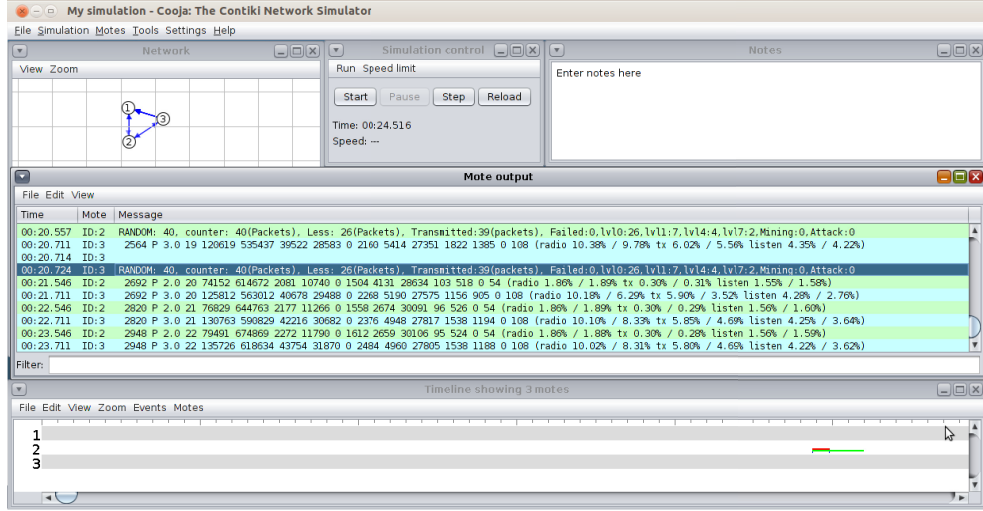 My simulation - Cooja: The Contiki Network Simulator
File Simulation Motes Tools Settings Help
Network
View Zoom
1
3
2
Simulation control
Run Speed limit
Start Pause Step Reload
Time: 00:24.516
Speed: ---
Notes
Enter notes here
Mote output
File Edit View
Time Mote Message
00:20.557 ID:2 RANDOM: 40, counter: 40(Packets), Less: 26(Packets), Transmitted:39(packets), Failed:0,lvl0:26,lvl1:7,lvl4:4,lvl7:2,Mining:0,Attack:0
00:20.711 ID:3 2564 P 3.0 19 120619 535437 39522 28583 0 2160 5414 27351 1822 1385 0 108 (radio 10.38% / 9.78% tx 6.02% / 5.56% listen 4.35% / 4.22%)
00:20.714 ID:3
00:20.724 ID:3 RANDOM: 40, counter: 40(Packets), Less: 26(Packets), Transmitted:39(packets), Failed:0,lvl0:26,lvl1:7,lvl4:4,lvl7:2,Mining:0,Attack:0
00:21.546 ID:2 2692 P 2.0 20 74152 614672 2081 10740 0 1504 4131 28634 103 518 0 54 (radio 1.86% / 1.89% tx 0.30% / 0.31% listen 1.55% / 1.58%)
00:21.711 ID:3 2692 P 3.0 20 125812 563012 40678 29488 0 2268 5190 27575 1156 905 0 108 (radio 10.18% / 6.29% tx 5.90% / 3.52% listen 4.28% / 2.76%)
00:22.546 ID:2 2820 P 2.0 21 76829 644763 2177 11266 0 1558 2674 30091 96 526 0 54 (radio 1.86% / 1.89% tx 0.30% / 0.29% listen 1.56% / 1.60%)
00:22.711 ID:3 2820 P 3.0 21 130763 590829 42216 30682 0 2376 4948 27817 1538 1194 0 108 (radio 10.10% / 8.33% tx 5.85% / 4.69% listen 4.25% / 3.64%)
00:23.546 ID:2 2948 P 2.0 22 79491 674869 2272 11790 0 1612 2659 30106 95 524 0 54 (radio 1.86% / 1.88% tx 0.30% / 0.28% listen 1.56% / 1.59%)
00:23.711 ID:3 2948 P 3.0 22 135726 618634 43754 31870 0 2484 4960 27805 1538 1188 0 108 (radio 10.02% / 8.31% tx 5.80% / 4.69% listen 4.22% / 3.62%)
Filter:
Timeline showing 3 motes
File Edit View Zoom Events Motes
1
2
3